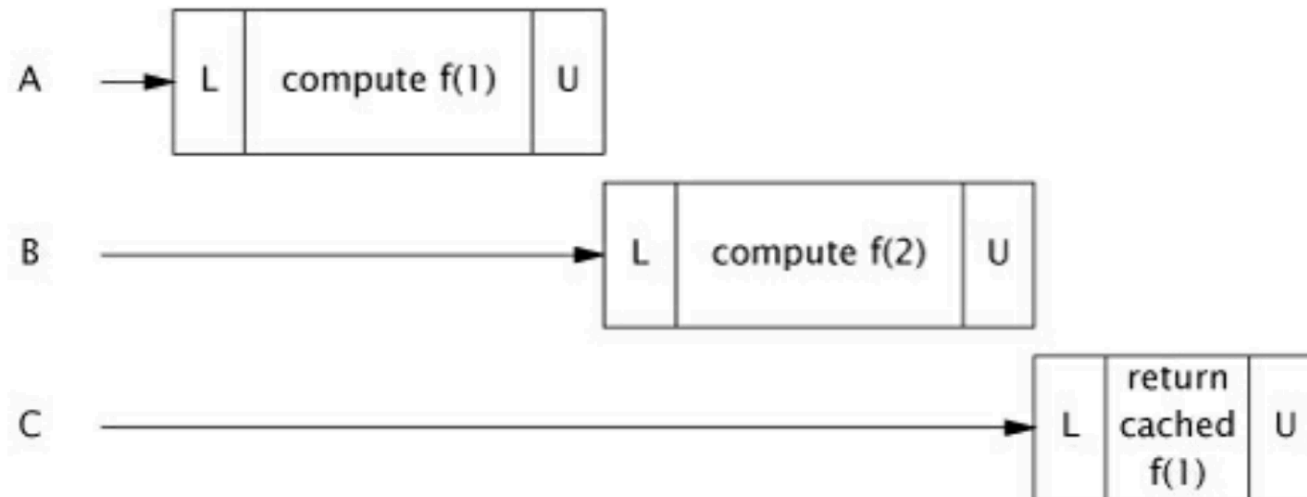 A
L
compute f(1)
U
B
L
compute f(2)
U
C
L
return
cached
f(1)
U